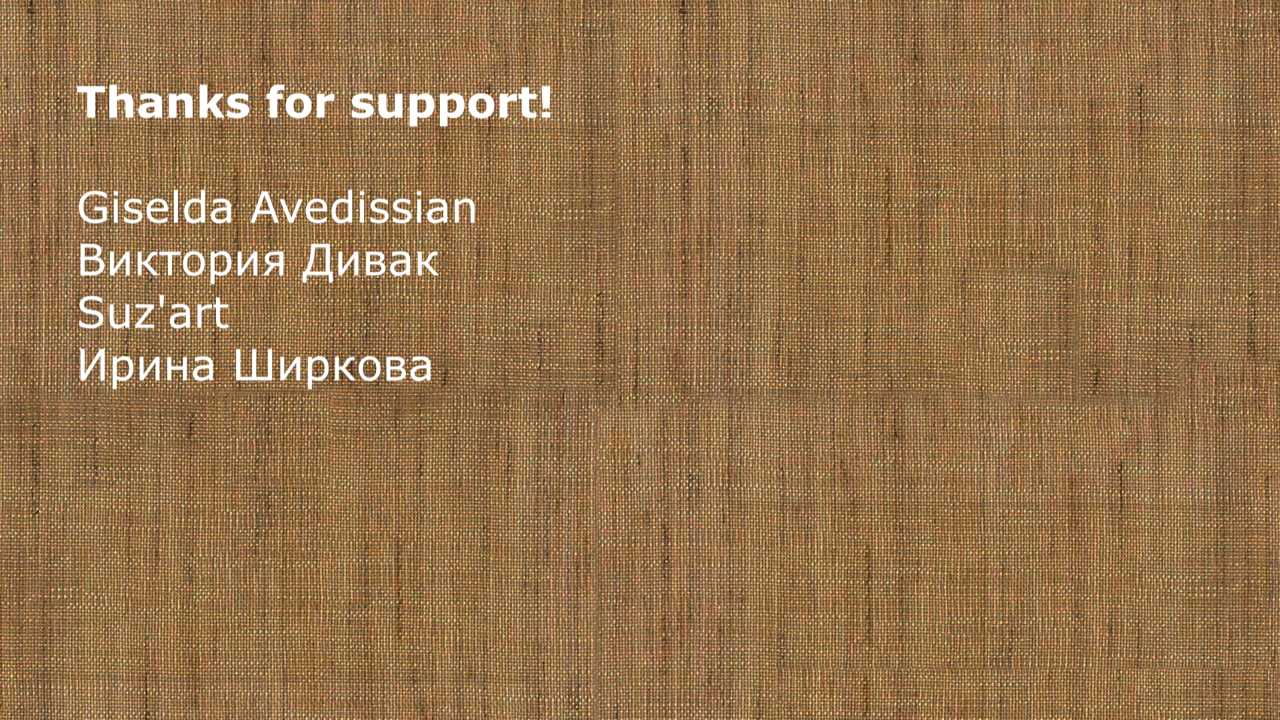 Thanks for support!
Giselda Avedissian
Виктория Дивак
Suz'art
Ирина Ширкова